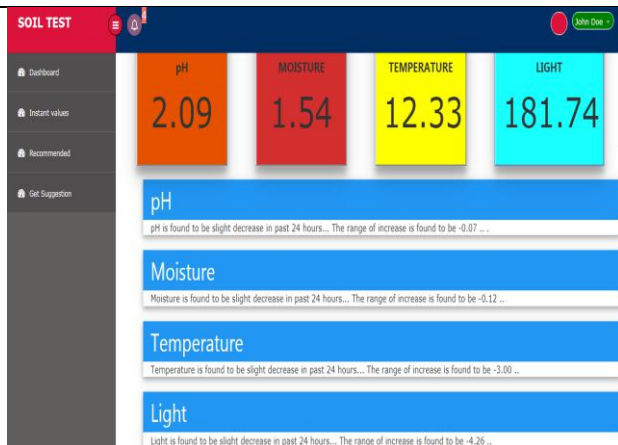 SOIL TEST
4
John Doe
Dashboard
Instant values
Recommended
Get Suggestion
pH
MOISTURE
TEMPERATURE
LIGHT
2.09
1.54
12.33
181.74
pH
pH is found to be slight decrease in past 24 hours... The range of increase is found to be -0.07 .. .
Moisture
Moisture is found to be slight decrease in past 24 hours... The range of increase is found to be -0.12 ..
Temperature
Temperature is found to be slight decrease in past 24 hours... The range of increase is found to be -3.00 ..
Light
Light is found to be slight decrease in past 24 hours... The range of increase is found to be -4.26 ..